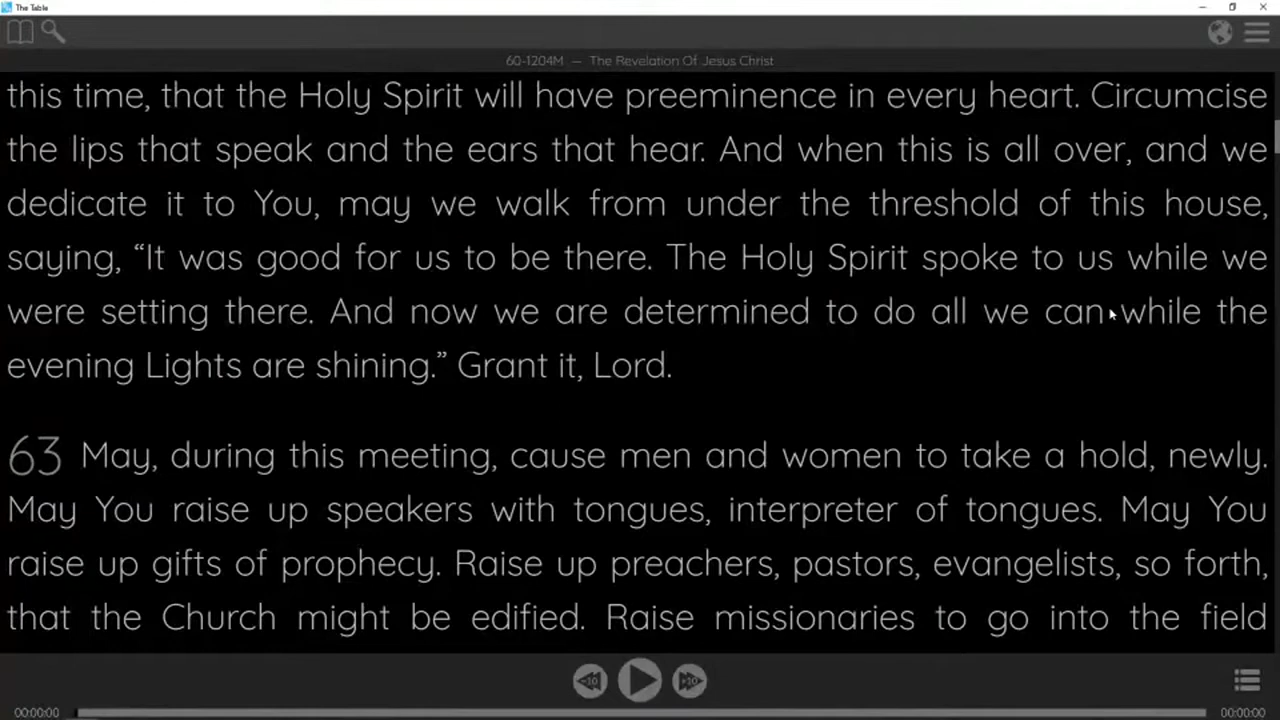 The Table
60-1204M — The Revelation Of Jesus Christ
this time, that the Holy Spirit will have preeminence in every heart. Circumcise
the lips that speak and the ears that hear. And when this is all over, and we
dedicate it to You, may we walk from under the threshold of this house,
saying, “It was good for us to be there. The Holy Spirit spoke to us while we
were setting there. And now we are determined to do all we can while the
evening Lights are shining.” Grant it, Lord.
63 May, during this meeting, cause men and women to take a hold, newly.
May You raise up speakers with tongues, interpreter of tongues. May You
raise up gifts of prophecy. Raise up preachers, pastors, evangelists, so forth,
that the Church might be edified. Raise missionaries to go into the field
-10 +10
00:00:00 00:00:00